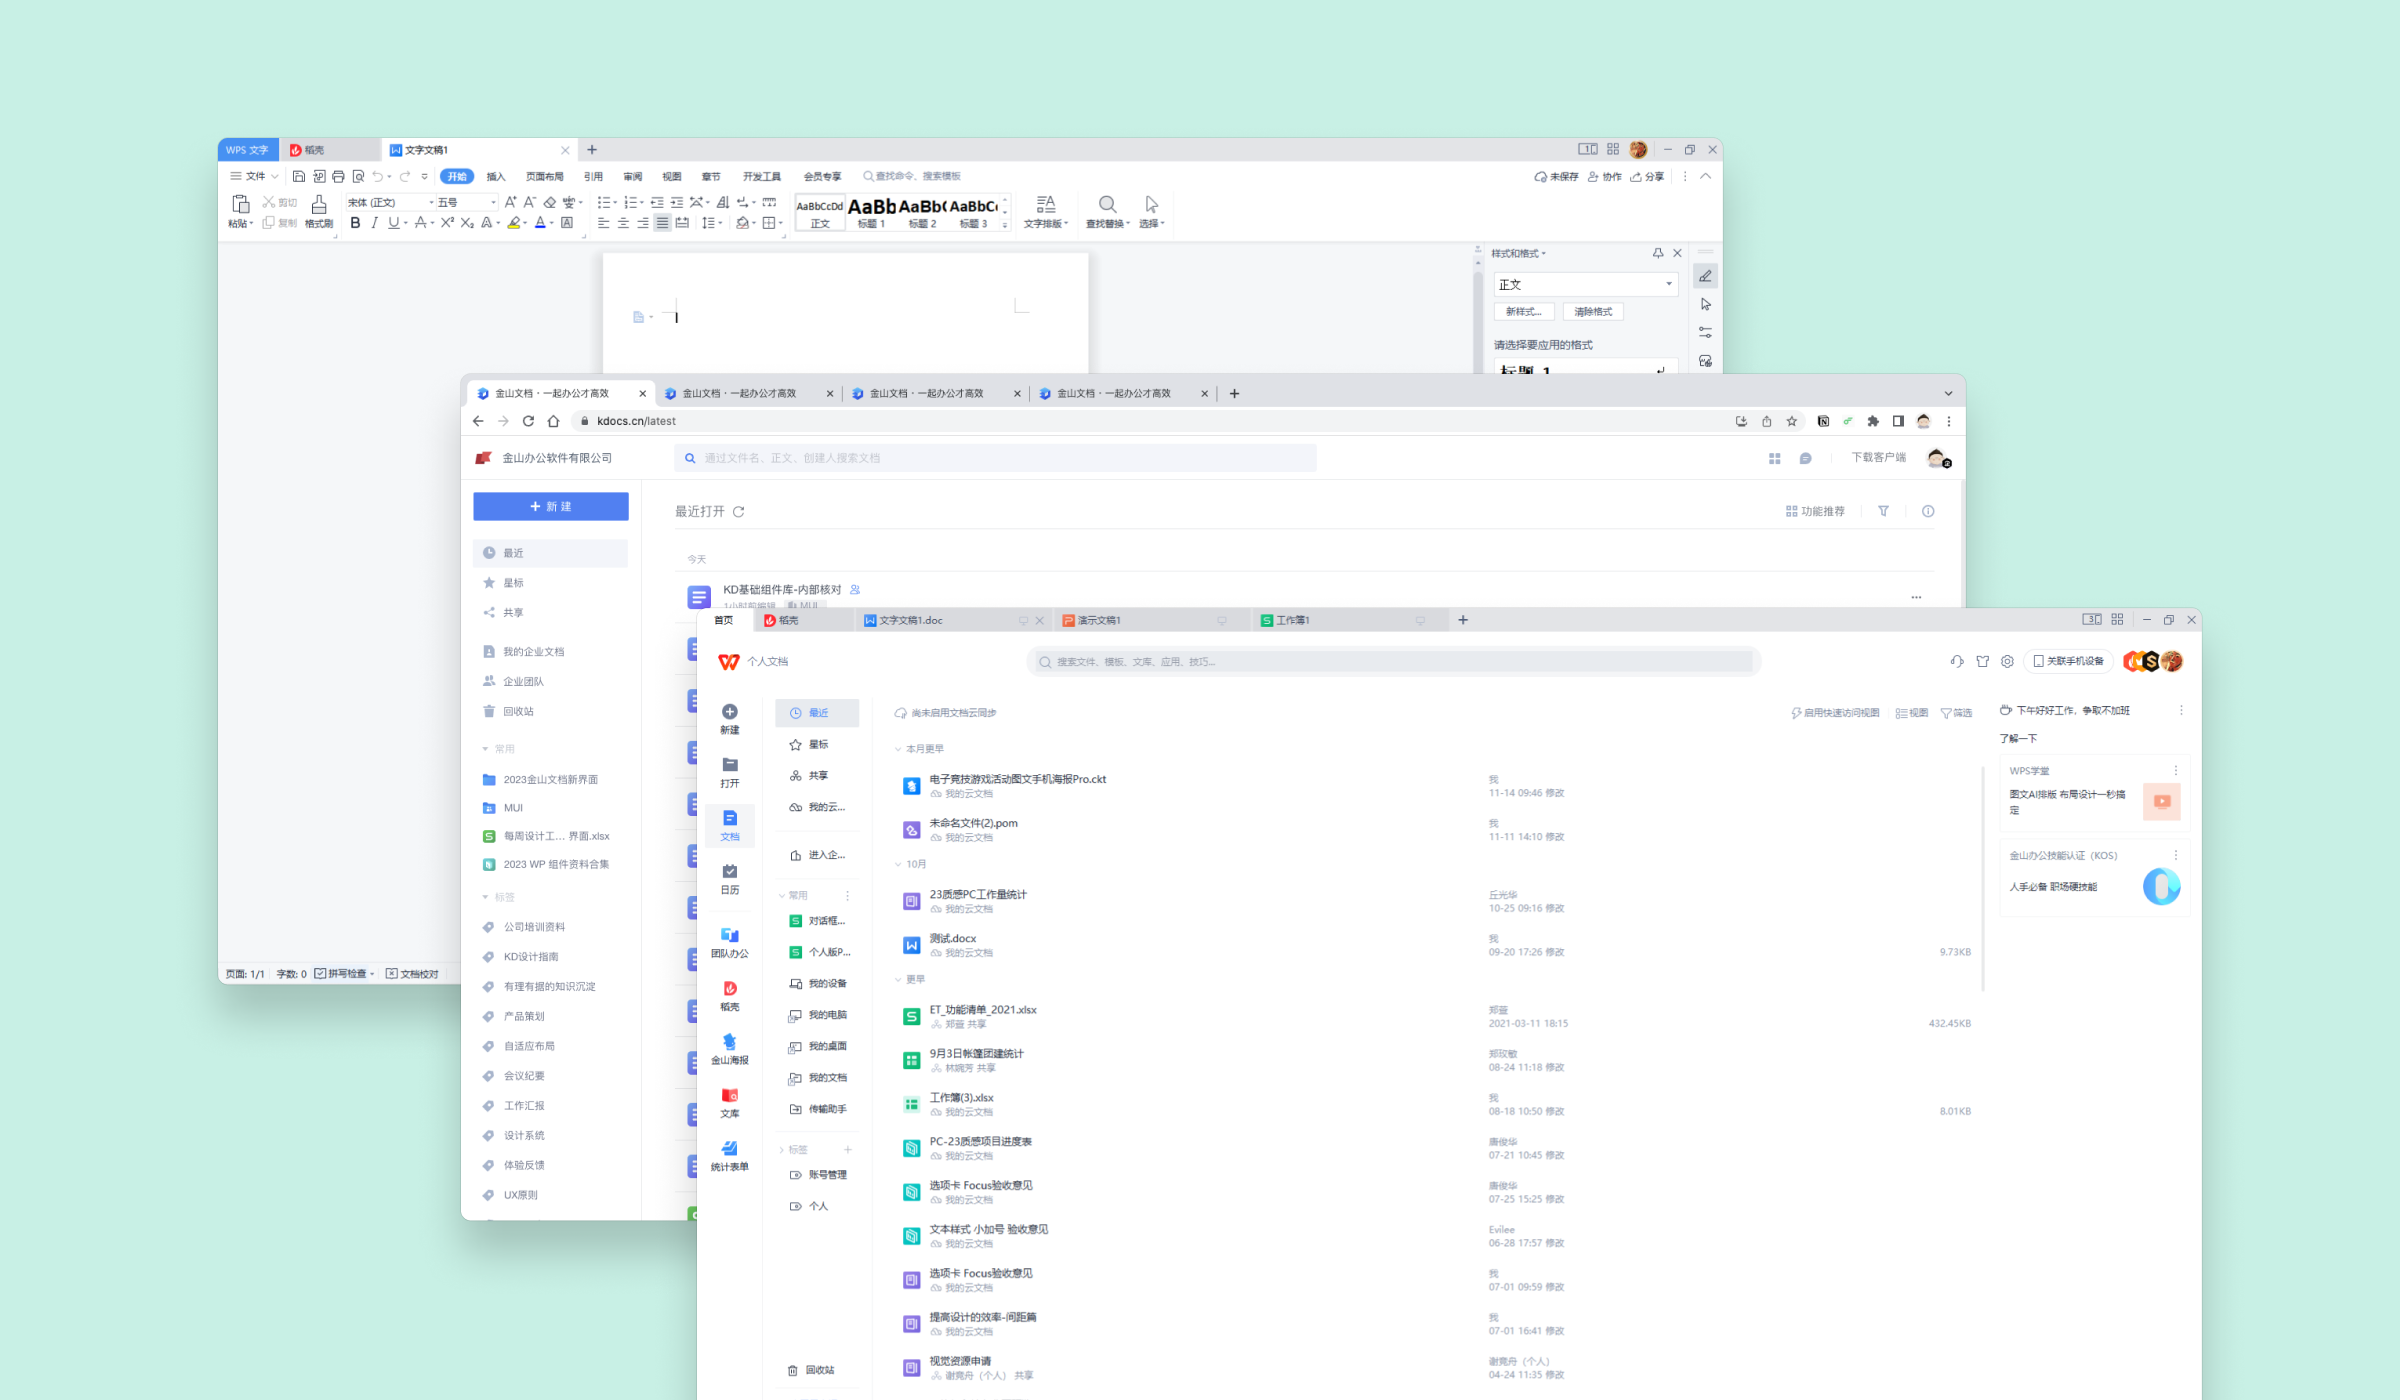 WPS 文字
稻壳
文字文稿1
文件
开始
插入
页面布局
引用
审阅
视图
章节
开发工具
会员专享
查找命令、搜索模板
未保存
协作
分享
粘贴
剪切
复制
格式刷
宋体 (正文)
五号
AaBbCcDd
正文
AaBb
标题 1
AaBb(
标题 2
AaBbC
标题 3
文字排版
查找替换
选择
样式和格式
正文
新样式...
清除格式
请选择要应用的格式
标题 1
页面: 1/1
字数: 0
拼写检查
文档校对
金山文档 · 一起办公才高效
金山文档 · 一起办公才高效
金山文档 · 一起办公才高效
金山文档 · 一起办公才高效
kdocs.cn/latest
金山办公软件有限公司
通过文件名、正文、创建人搜索文档
下载客户端
+ 新建
最近
星标
共享
我的企业文档
企业团队
回收站
常用
2023金山文档新界面
MUI
每周设计工... 界面.xlsx
2023 WP 组件资料合集
标签
公司培训资料
KD设计指南
有理有据的知识沉淀
产品策划
自适应布局
会议纪要
工作汇报
设计系统
体验反馈
UX原则
最近打开
功能推荐
今天
KD基础组件库-内部核对
首页
稻壳
文字文稿1.doc
演示文稿1
工作簿1
个人文档
搜索文件、模板、文库、应用、技巧...
关联手机设备
新建
打开
文档
日历
团队办公
稻壳
金山海报
文库
统计表单
最近
星标
共享
我的云...
进入企...
常用
对话框...
个人版P...
我的设备
我的电脑
我的桌面
我的文档
传输助手
标签
账号管理
个人
回收站
尚未启用文档云同步
启用快速访问视图
视图
筛选
本月更早
电子竞技游戏活动图文手机海报Pro.ckt
我的云文档
我
11-14 09:46 修改
未命名文件(2).pom
我的云文档
我
11-11 14:10 修改
10月
23质感PC工作量统计
我的云文档
丘光华
10-25 09:16 修改
测试.docx
我的云文档
我
09-20 17:26 修改
9.73KB
更早
ET_功能清单_2021.xlsx
郑萱 共享
郑萱
2021-03-11 18:15
432.45KB
9月3日帐篷团建统计
林婉芳 共享
郑玫敏
08-24 11:18 修改
工作簿(3).xlsx
我的云文档
我
08-18 10:50 修改
8.01KB
PC-23质感项目进度表
我的云文档
唐俊华
07-21 10:45 修改
选项卡 Focus验收意见
我的云文档
唐俊华
07-25 15:25 修改
文本样式 小加号 验收意见
我的云文档
Evilee
06-28 17:57 修改
选项卡 Focus验收意见
我的云文档
我
07-01 09:59 修改
提高设计的效率-间距篇
我的云文档
我
07-01 16:41 修改
视觉资源申请
谢竟舟（个人） 共享
谢竟舟（个人）
04-24 11:35 修改
下午好好工作，争取不加班
了解一下
WPS学堂
图文AI排版 布局设计一秒搞
定
金山办公技能认证（KOS）
人手必备 职场硬技能